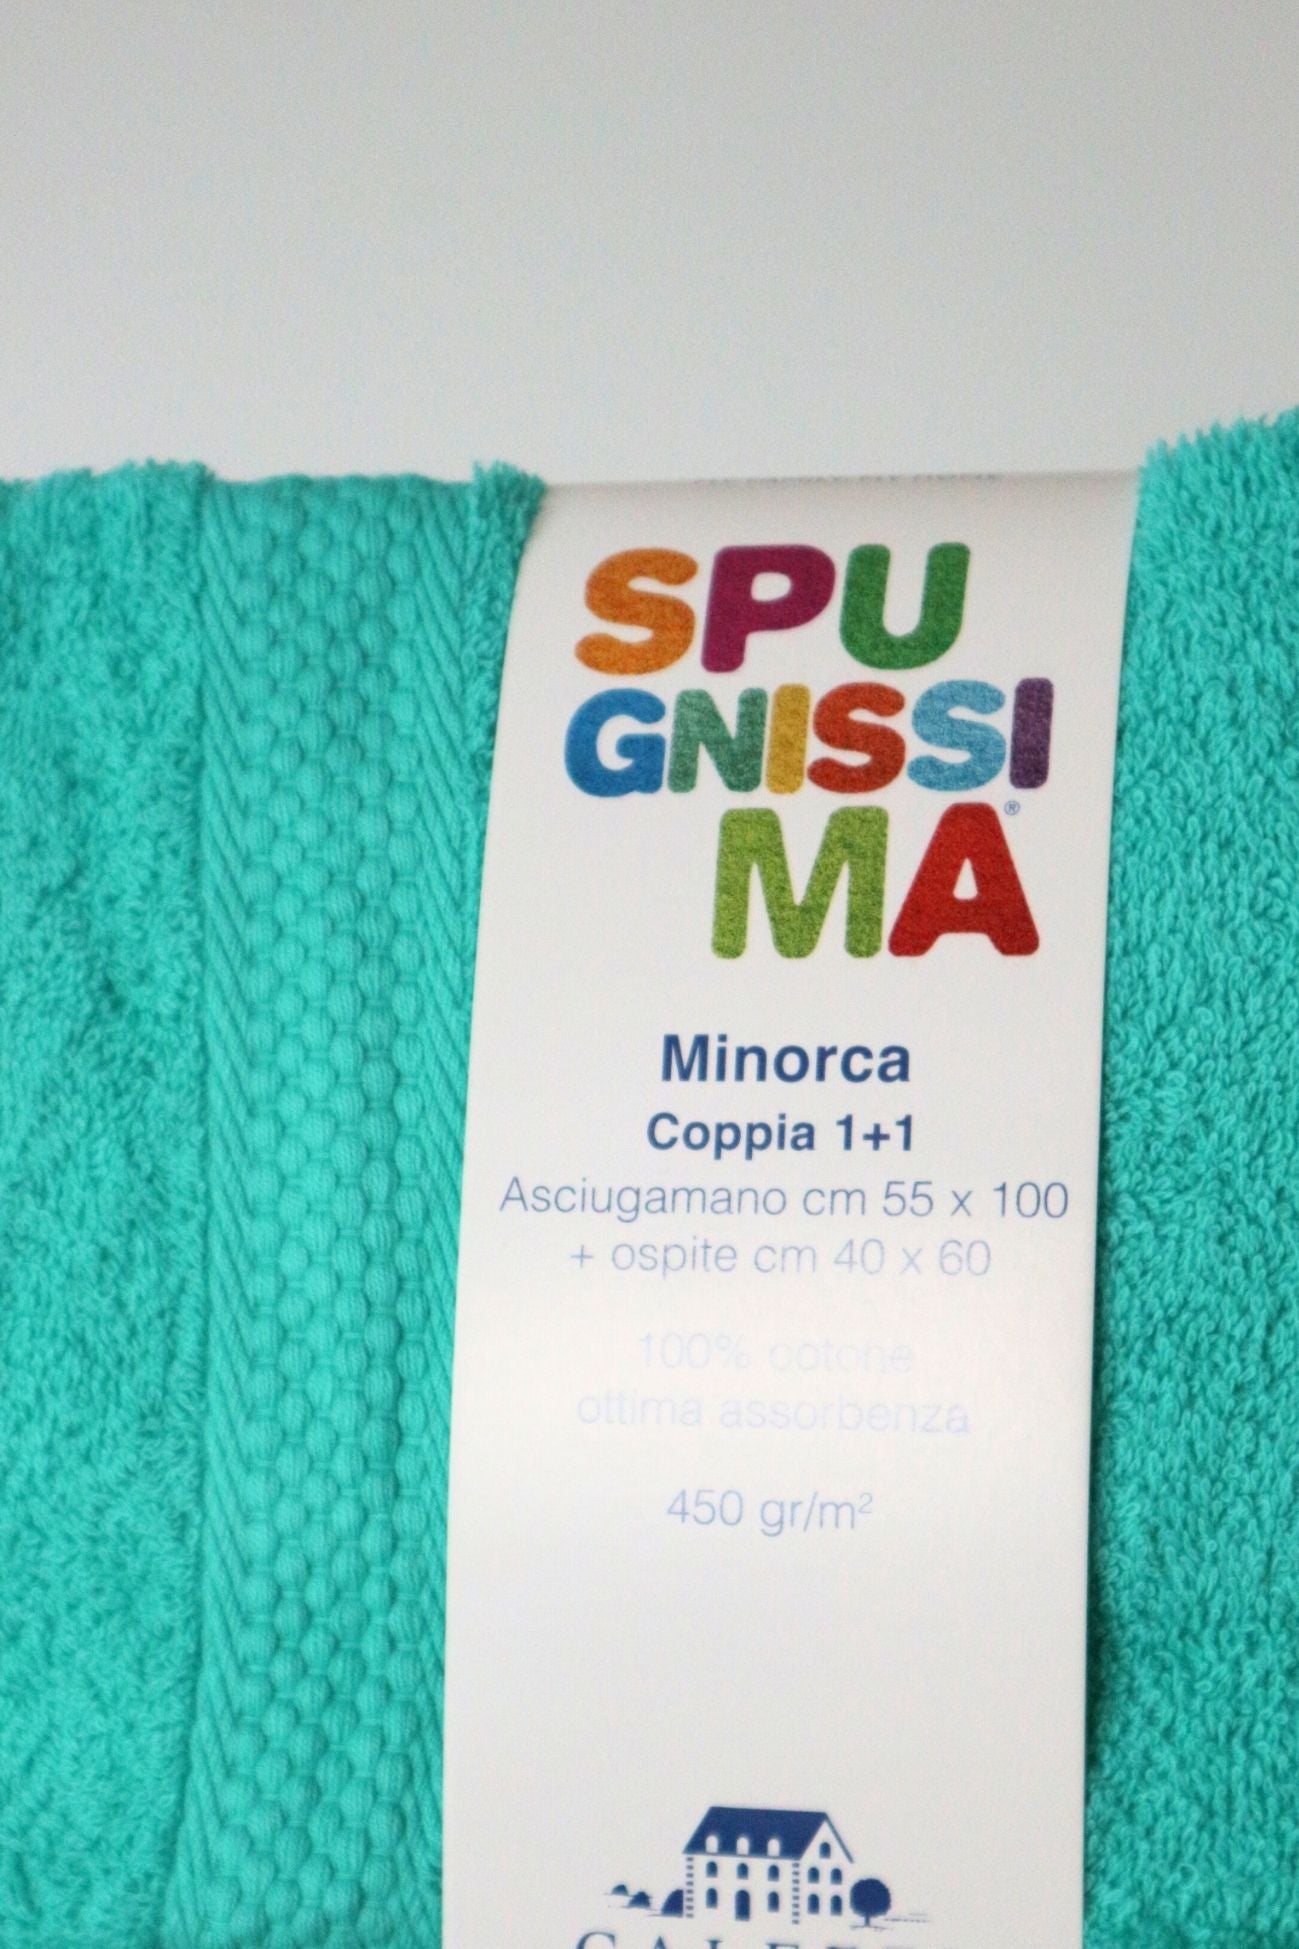 SPU
GNISSI
MA®
Minorca
Coppia 1+1
Asciugamano cm 55 x 100
+ ospite cm 40 x 60
100% cotone
ottima assorbenza
450 gr/m²